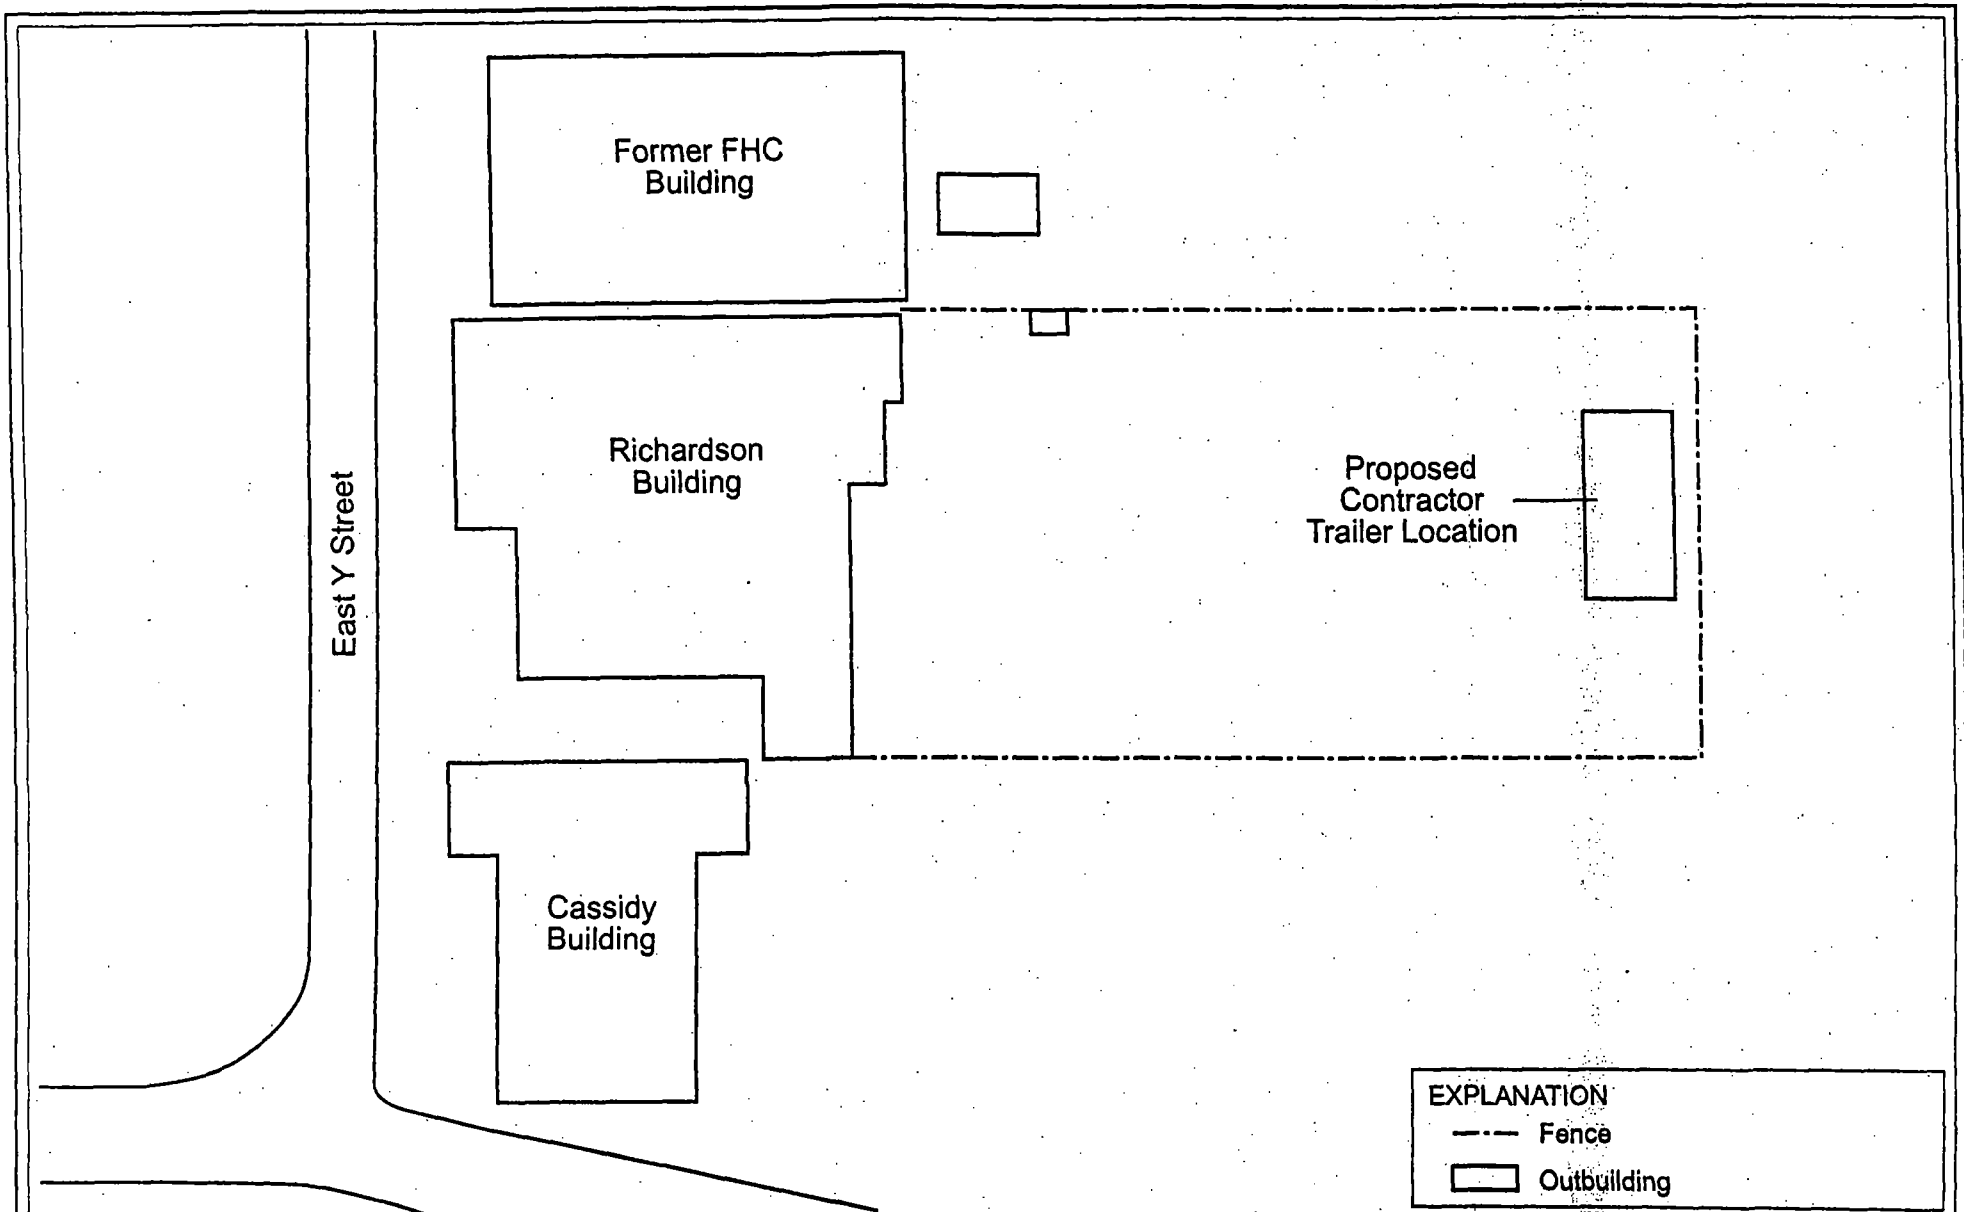 Former FHC
Building
Richardson
Building
East Y Street
Proposed
Contractor
Trailer Location
Cassidy
Building
EXPLANATION
Fence
Outbuilding